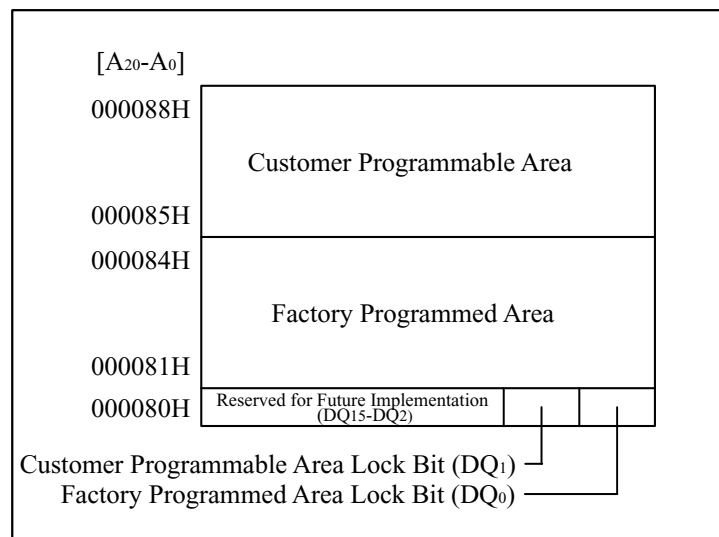 [A20-A0]
000088H
Customer Programmable Area
000085H
000084H
Factory Programmed Area
000081H
000080H
Reserved for Future Implementation
(DQ15-DQ2)
Customer Programmable Area Lock Bit (DQ1)
Factory Programmed Area Lock Bit (DQ0)